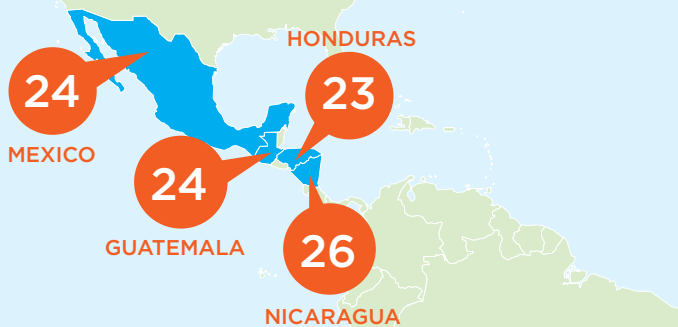 HONDURAS
23
24
MEXICO
24
GUATEMALA
26
NICARAGUA